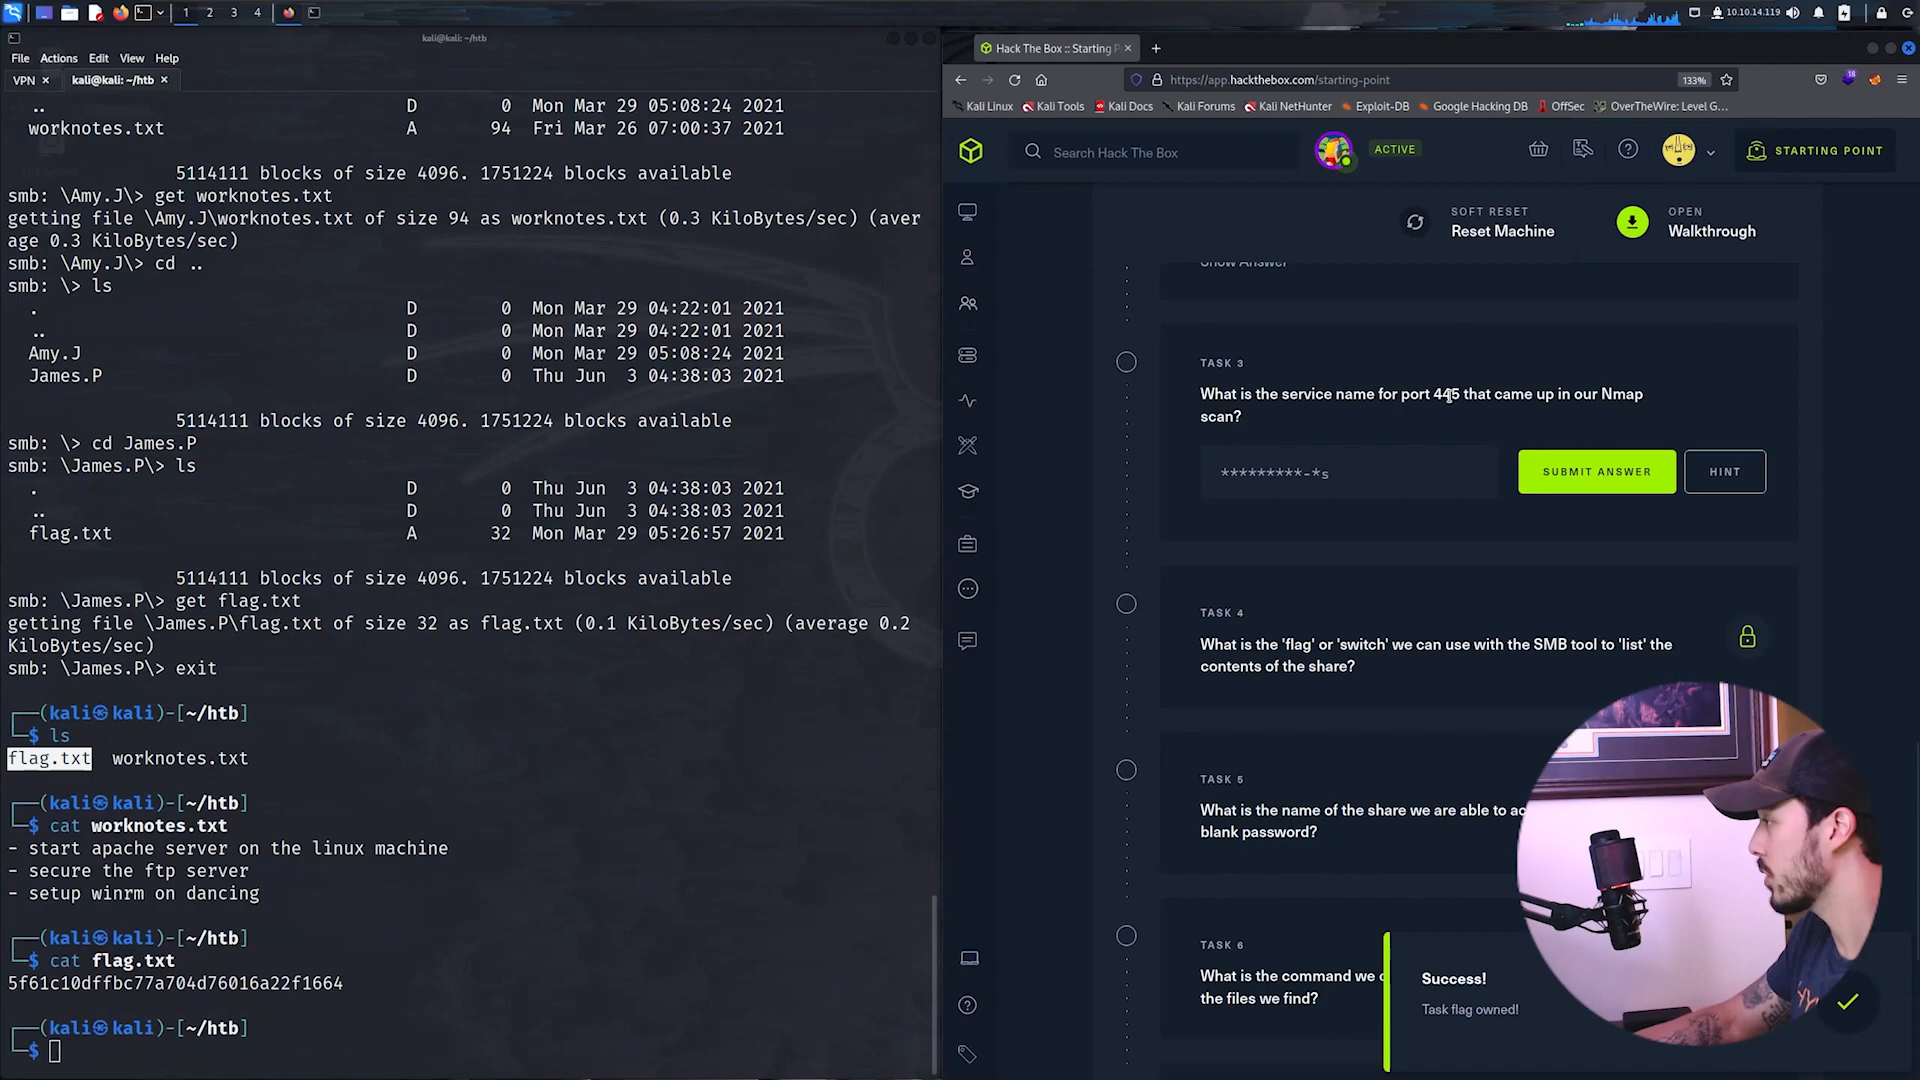 1 2 3 4
10.10.14.119
kali@kali: ~/htb
File Actions Edit View Help
VPN
kali@kali: ~/htb
.. D 0 Mon Mar 29 05:08:24 2021
worknotes.txt A 94 Fri Mar 26 07:00:37 2021
5114111 blocks of size 4096. 1751224 blocks available
smb: \Amy.J\> get worknotes.txt
getting file \Amy.J\worknotes.txt of size 94 as worknotes.txt (0.3 KiloBytes/sec) (aver
age 0.3 KiloBytes/sec)
smb: \Amy.J\> cd ..
smb: \> ls
. D 0 Mon Mar 29 04:22:01 2021
.. D 0 Mon Mar 29 04:22:01 2021
Amy.J D 0 Mon Mar 29 05:08:24 2021
James.P D 0 Thu Jun 3 04:38:03 2021
5114111 blocks of size 4096. 1751224 blocks available
smb: \> cd James.P
smb: \James.P\> ls
. D 0 Thu Jun 3 04:38:03 2021
.. D 0 Thu Jun 3 04:38:03 2021
flag.txt A 32 Mon Mar 29 05:26:57 2021
5114111 blocks of size 4096. 1751224 blocks available
smb: \James.P\> get flag.txt
getting file \James.P\flag.txt of size 32 as flag.txt (0.1 KiloBytes/sec) (average 0.2
KiloBytes/sec)
smb: \James.P\> exit
(kali㉿kali)-[~/htb]
$ ls
flag.txt worknotes.txt
(kali㉿kali)-[~/htb]
$ cat worknotes.txt
- start apache server on the linux machine
- secure the ftp server
- setup winrm on dancing
(kali㉿kali)-[~/htb]
$ cat flag.txt
5f61c10dffbc77a704d76016a22f1664
(kali㉿kali)-[~/htb]
$
Hack The Box :: Starting P
https://app.hackthebox.com/starting-point
133%
18
Kali Linux Kali Tools Kali Docs Kali Forums Kali NetHunter Exploit-DB Google Hacking DB OffSec OverTheWire: Level G...
Search Hack The Box
ACTIVE
STARTING POINT
SOFT RESET
Reset Machine
OPEN
Walkthrough
Show Answer
TASK 3
What is the service name for port 445 that came up in our Nmap
scan?
*********-*s
SUBMIT ANSWER
HINT
TASK 4
What is the 'flag' or 'switch' we can use with the SMB tool to 'list' the
contents of the share?
TASK 5
What is the name of the share we are able to ac
blank password?
TASK 6
What is the command we c
the files we find?
Success!
Task flag owned!